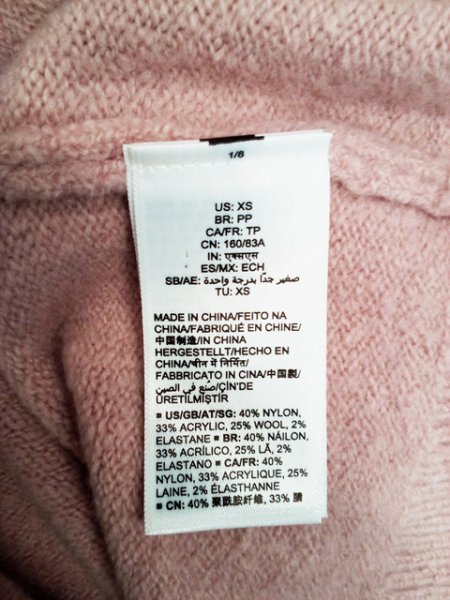 1/8
US: XS
BR: PP
CA/FR: TP
CN: 160/83A
IN: एक्सएस
ES/MX: ECH
SB/AE: صغير جدًا بدرجة واحدة
TU: XS
MADE IN CHINA/FEITO NA
CHINA/FABRIQUÉ EN CHINE/
中国制造/IN CHINA
HERGESTELLT/HECHO EN
CHINA/चीन में निर्मित/
FABBRICATO IN CINA/中国製/
صُنع في الصين/ÇİN'DE
ÜRETİLMİŞTİR
■ US/GB/AT/SG: 40% NYLON,
33% ACRYLIC, 25% WOOL, 2%
ELASTANE ■ BR: 40% NÁILON,
33% ACRÍLICO, 25% LÃ, 2%
ELASTANO ■ CA/FR: 40%
NYLON, 33% ACRYLIQUE, 25%
LAINE, 2% ÉLASTHANNE
■ CN: 40% 聚酰胺纤维, 33% 腈